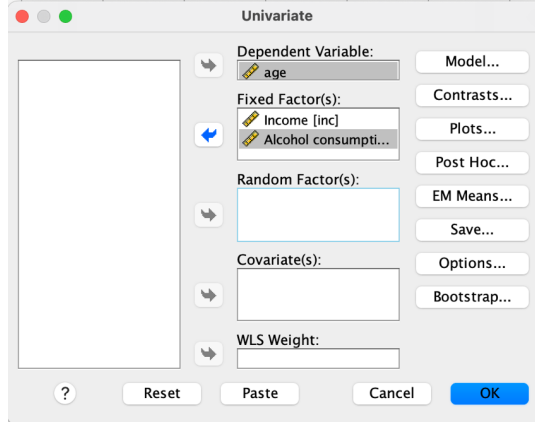 Univariate
Dependent Variable:
age
Fixed Factor(s):
Income [inc]
Alcohol consumpti...
Random Factor(s):
Covariate(s):
WLS Weight:
Model...
Contrasts...
Plots...
Post Hoc...
EM Means...
Save...
Options...
Bootstrap...
? Reset Paste Cancel OK